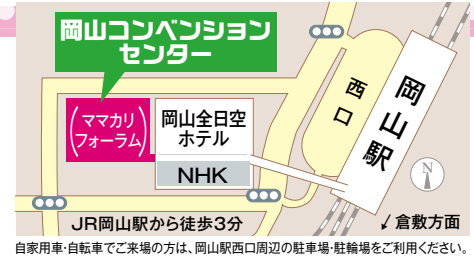 岡山コンベンション
センター
(ママカリ
フォーラム)
岡山全日空
ホテル
NHK
西口
岡山駅
N
JR岡山駅から徒歩3分
↙倉敷方面
自家用車・自転車でご来場の方は、岡山駅西口周辺の駐車場・駐輪場をご利用ください。